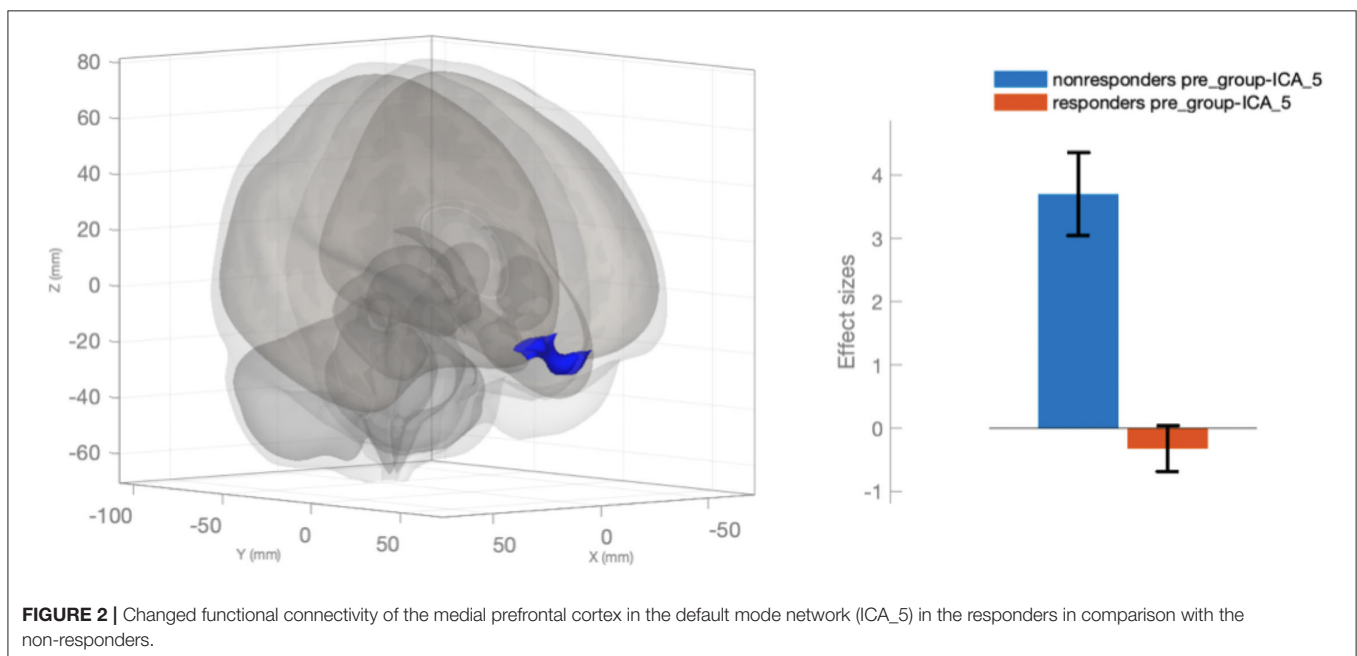 80
60
40
20
0
-20
-40
-60
Z (mm)
-100
-50
0
50
Y (mm)
50
0
-50
X (mm)
nonresponders pre_group-ICA_5
responders pre_group-ICA_5
4
3
2
1
0
-1
Effect sizes
FIGURE 2 | Changed functional connectivity of the medial prefrontal cortex in the default mode network (ICA_5) in the responders in comparison with the
non-responders.